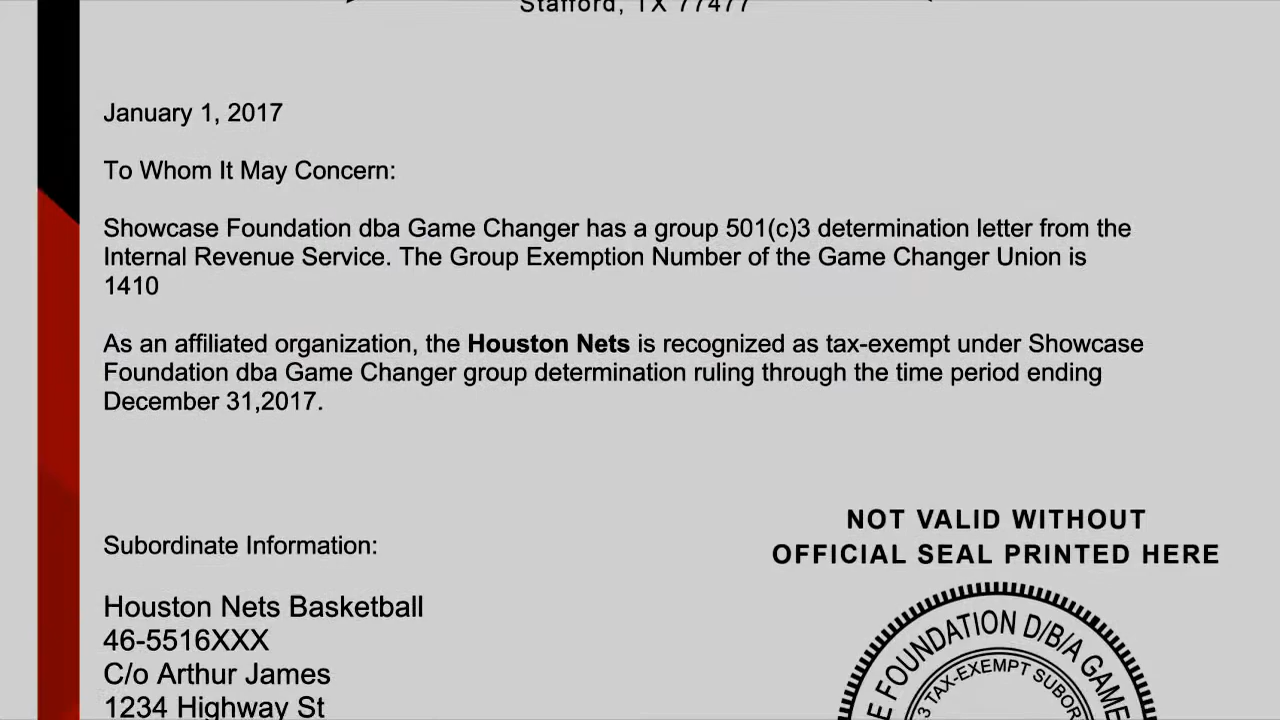 Stafford, TX 77477
January 1, 2017
To Whom It May Concern:
Showcase Foundation dba Game Changer has a group 501(c)3 determination letter from the
Internal Revenue Service. The Group Exemption Number of the Game Changer Union is
1410
As an affiliated organization, the Houston Nets is recognized as tax-exempt under Showcase
Foundation dba Game Changer group determination ruling through the time period ending
December 31,2017.
NOT VALID WITHOUT
OFFICIAL SEAL PRINTED HERE
Subordinate Information:
Houston Nets Basketball
46-5516XXX
C/o Arthur James
1234 Highway St
FOUNDATION D/B/A GAME
TAX-EXEMPT